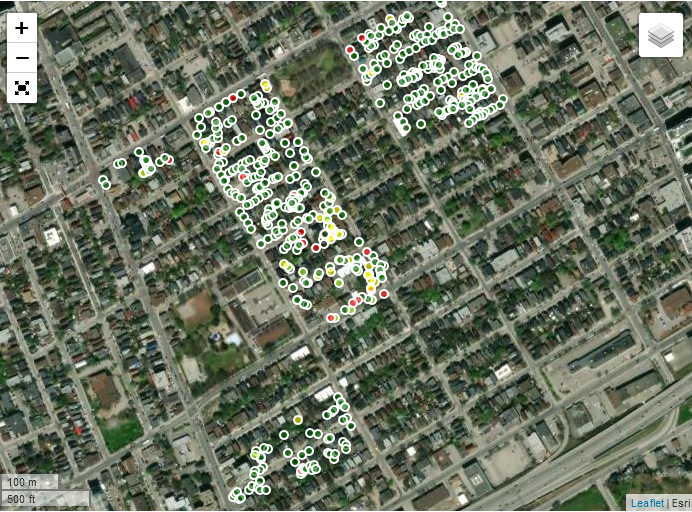 +
−
100 m
500 ft
Leaflet | Esri